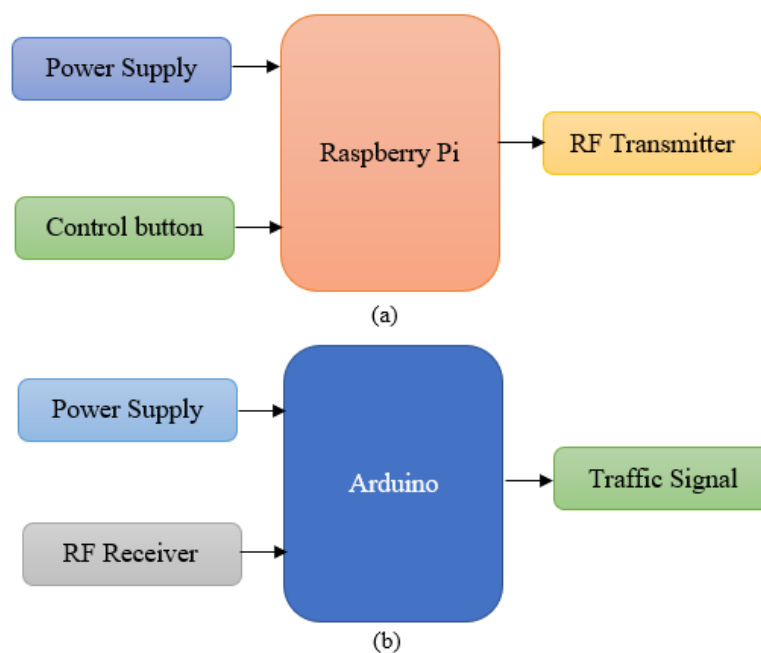 Power Supply
Raspberry Pi
RF Transmitter
Control button
(a)
Power Supply
Arduino
Traffic Signal
RF Receiver
(b)